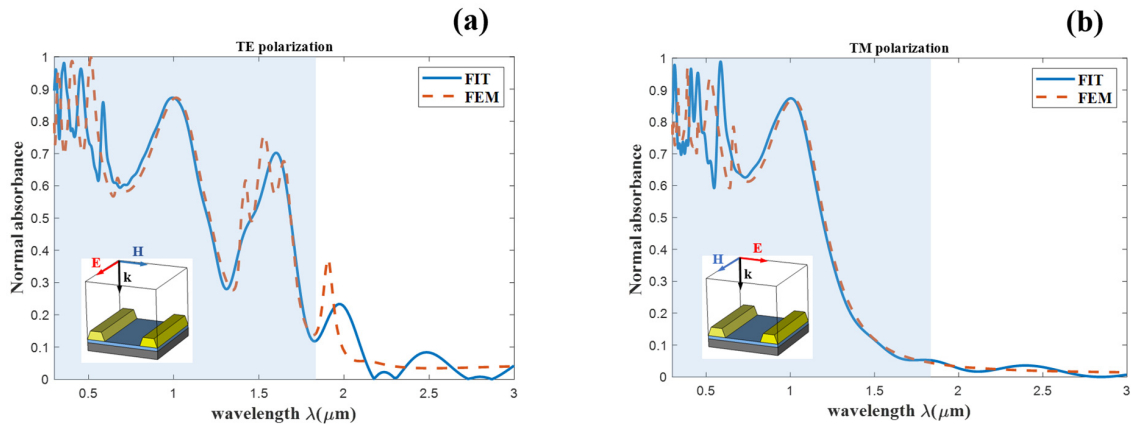 (a)
TE polarization
Normal absorbance
1
0.9
0.8
0.7
0.6
0.5
0.4
0.3
0.2
0.1
0
FIT
FEM
H
E
k
0.5
1
1.5
2
2.5
3
wavelength λ(μm)
(b)
TM polarization
Normal absorbance
1
0.9
0.8
0.7
0.6
0.5
0.4
0.3
0.2
0.1
0
FIT
FEM
H
E
k
0.5
1
1.5
2
2.5
3
wavelength λ(μm)